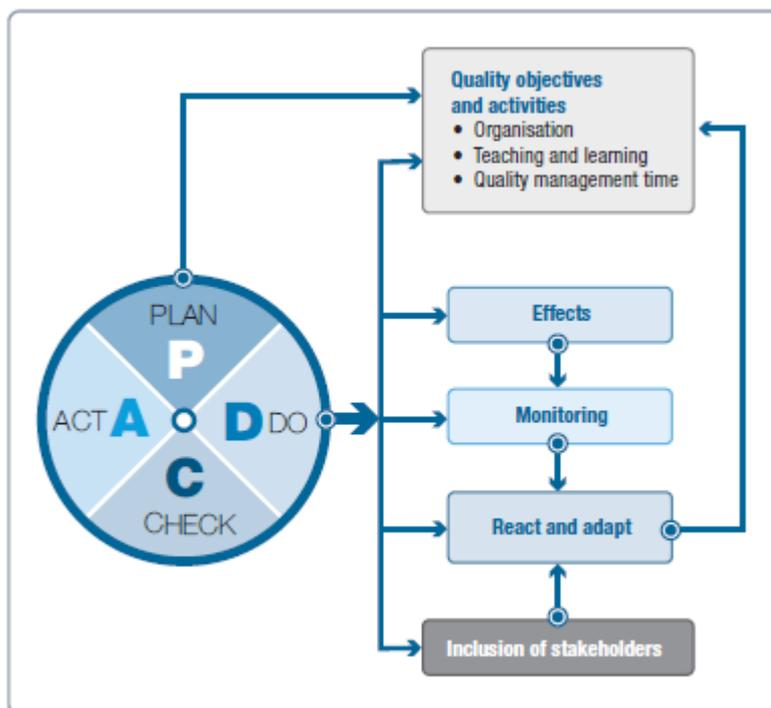 Quality objectives
and activities
• Organisation
• Teaching and learning
• Quality management time
PLAN
P
ACT A
D DO
C
CHECK
Effects
Monitoring
React and adapt
Inclusion of stakeholders